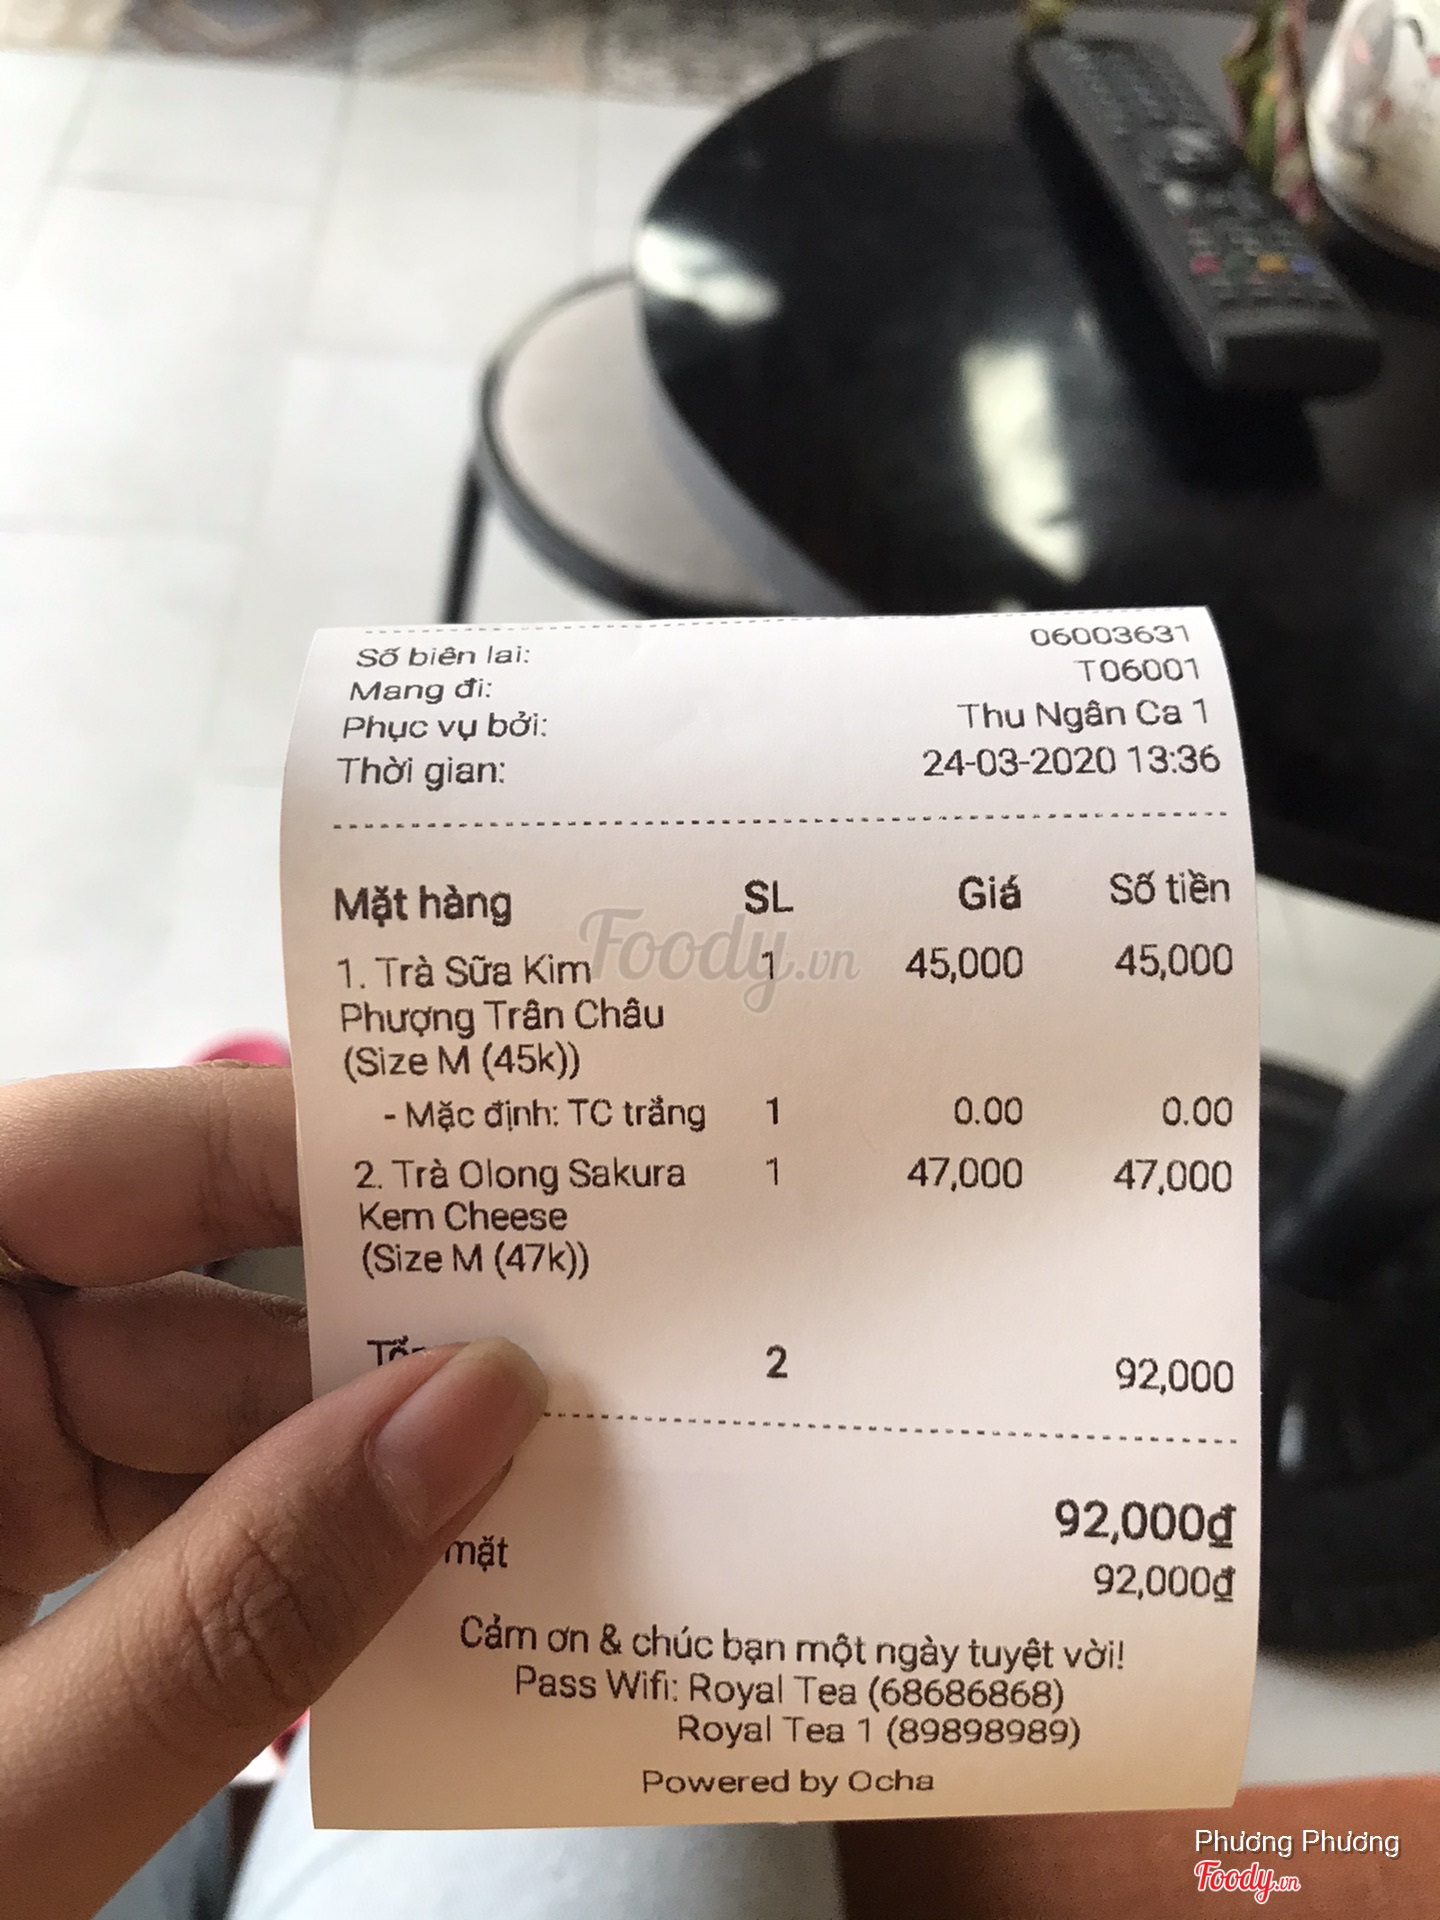 Số biên lai: 06003631
Mang đi: T06001
Phục vụ bởi: Thu Ngân Ca 1
Thời gian: 24-03-2020 13:36
Mặt hàng SL Giá Số tiền
1. Trà Sữa Kim 1 45,000 45,000
Phượng Trân Châu
(Size M (45k))
- Mặc định: TC trắng 1 0.00 0.00
2. Trà Olong Sakura 1 47,000 47,000
Kem Cheese
(Size M (47k))
2 92,000
92,000₫
mặt 92,000₫
Cảm ơn & chúc bạn một ngày tuyệt vời!
Pass Wifi: Royal Tea (68686868)
Royal Tea 1 (89898989)
Powered by Ocha
Foody.vn
Phương Phương
Foody.vn